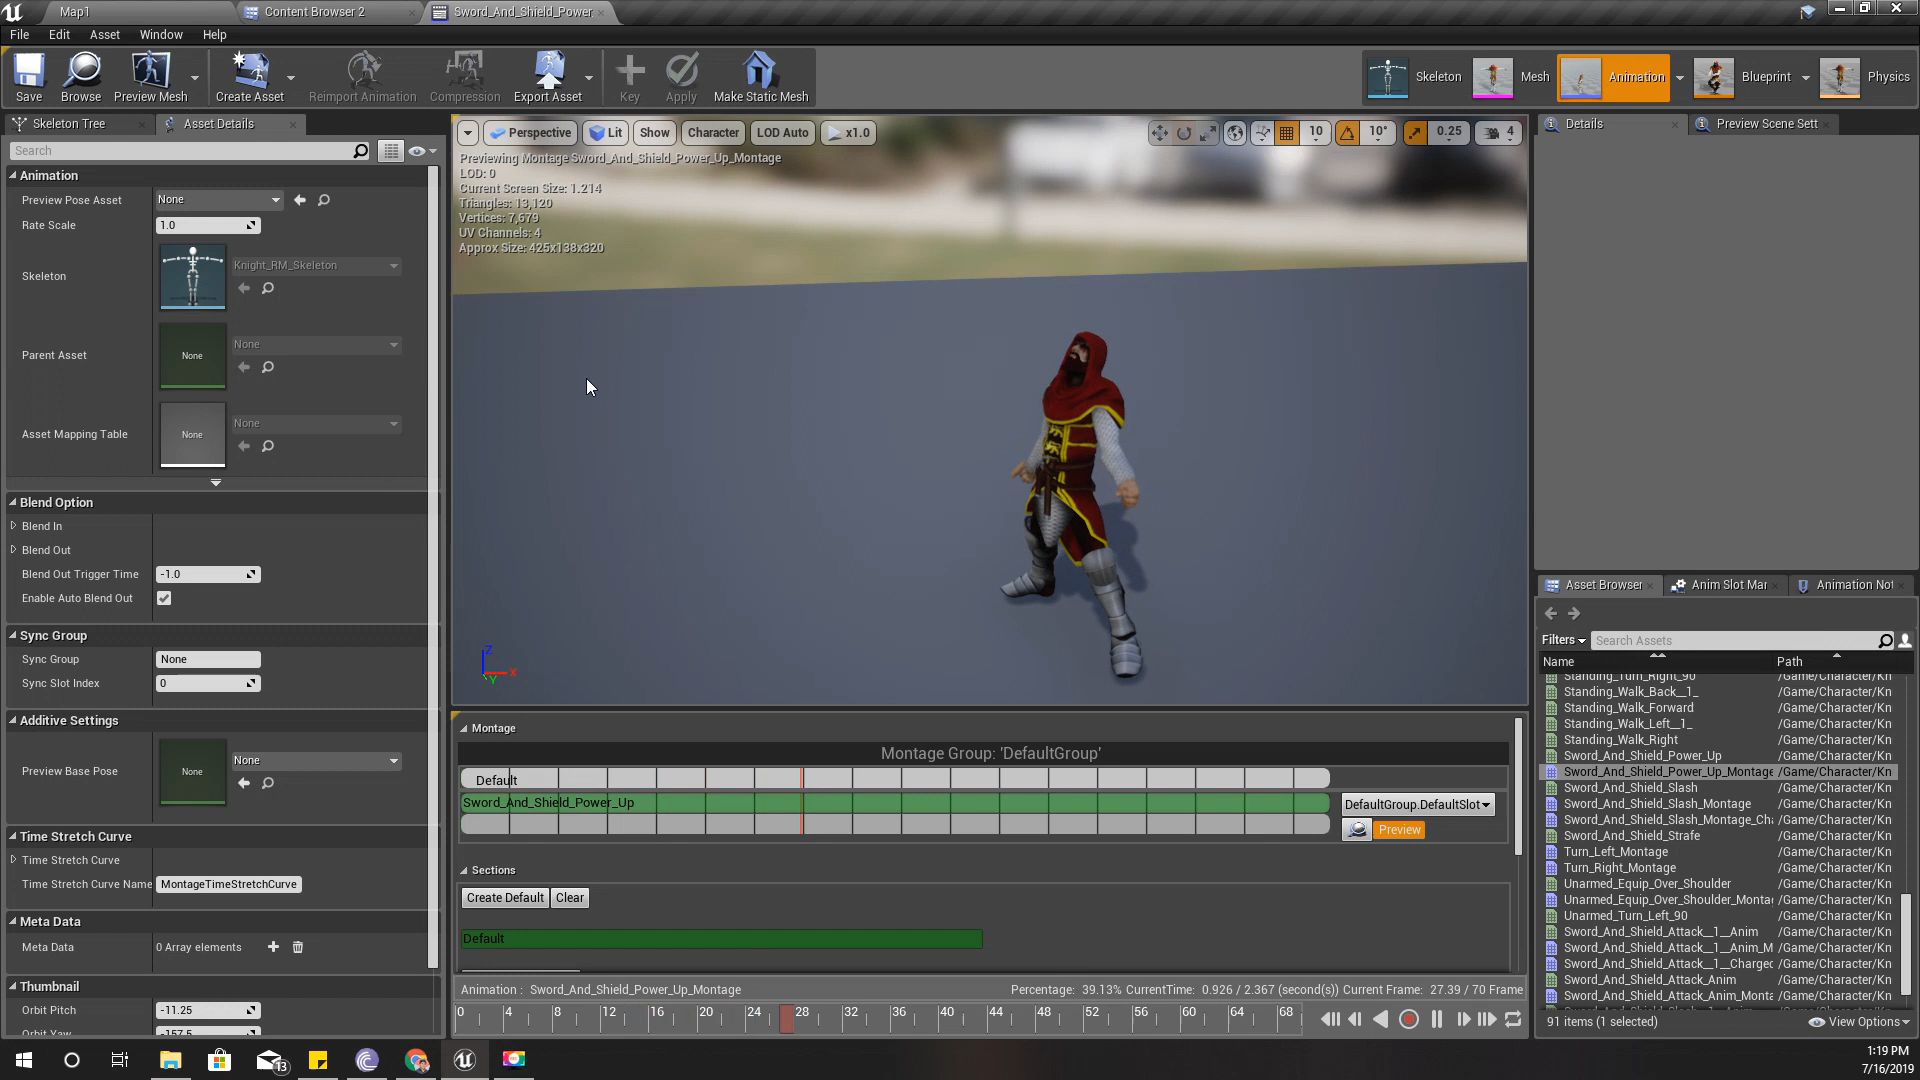 Map1
Content Browser 2
Sword_And_Shield_Power
File Edit Asset Window Help
Save
Browse
Preview Mesh
Create Asset
Reimport Animation
Compression
Export Asset
Key
Apply
Make Static Mesh
Skeleton
Mesh
Animation
Blueprint
Physics
Skeleton Tree
Asset Details
Search
Animation
Preview Pose Asset None
Rate Scale 1.0
Skeleton Knight_RM_Skeleton
Parent Asset None None
Asset Mapping Table None None
Blend Option
Blend In
Blend Out
Blend Out Trigger Time -1.0
Enable Auto Blend Out
Sync Group
Sync Group None
Sync Slot Index 0
Additive Settings
Preview Base Pose None None
Time Stretch Curve
Time Stretch Curve
Time Stretch Curve Name MontageTimeStretchCurve
Meta Data
Meta Data 0 Array elements
Thumbnail
Orbit Pitch -11.25
Orbit Yaw -157.5
Perspective Lit Show Character LOD Auto x1.0
10 10° 0.25 4
Previewing Montage Sword_And_Shield_Power_Up_Montage
LOD: 0
Current Screen Size: 1.214
Triangles: 13,120
Vertices: 7,679
UV Channels: 4
Approx Size: 425x138x320
Z
X
Y
Montage
Montage Group: 'DefaultGroup'
Default
Sword_And_Shield_Power_Up
DefaultGroup.DefaultSlot
Preview
Sections
Create Default Clear
Default
Animation : Sword_And_Shield_Power_Up_Montage
Percentage: 39.13% CurrentTime: 0.926 / 2.367 (second(s)) Current Frame: 27.39 / 70 Frame
0 4 8 12 16 20 24 28 32 36 40 44 48 52 56 60 64 68
Details
Preview Scene Sett
Asset Browser
Anim Slot Mar
Animation Not
Filters Search Assets
Name Path
Standing_Turn_Right_90 /Game/Character/Kn
Standing_Walk_Back__1_ /Game/Character/Kn
Standing_Walk_Forward /Game/Character/Kn
Standing_Walk_Left__1_ /Game/Character/Kn
Standing_Walk_Right /Game/Character/Kn
Sword_And_Shield_Power_Up /Game/Character/Kn
Sword_And_Shield_Power_Up_Montage /Game/Character/Kn
Sword_And_Shield_Slash /Game/Character/Kn
Sword_And_Shield_Slash_Montage /Game/Character/Kn
Sword_And_Shield_Slash_Montage_Cha /Game/Character/Kn
Sword_And_Shield_Strafe /Game/Character/Kn
Turn_Left_Montage /Game/Character/Kn
Turn_Right_Montage /Game/Character/Kn
Unarmed_Equip_Over_Shoulder /Game/Character/Kn
Unarmed_Equip_Over_Shoulder_Montag /Game/Character/Kn
Unarmed_Turn_Left_90 /Game/Character/Kn
Sword_And_Shield_Attack__1__Anim /Game/Character/Kn
Sword_And_Shield_Attack__1__Anim_M /Game/Character/Kn
Sword_And_Shield_Attack__1__Charged /Game/Character/Kn
Sword_And_Shield_Attack_Anim /Game/Character/Kn
Sword_And_Shield_Attack_Anim_Monta /Game/Character/Kn
91 items (1 selected)
View Options
13
1:19 PM
7/16/2019